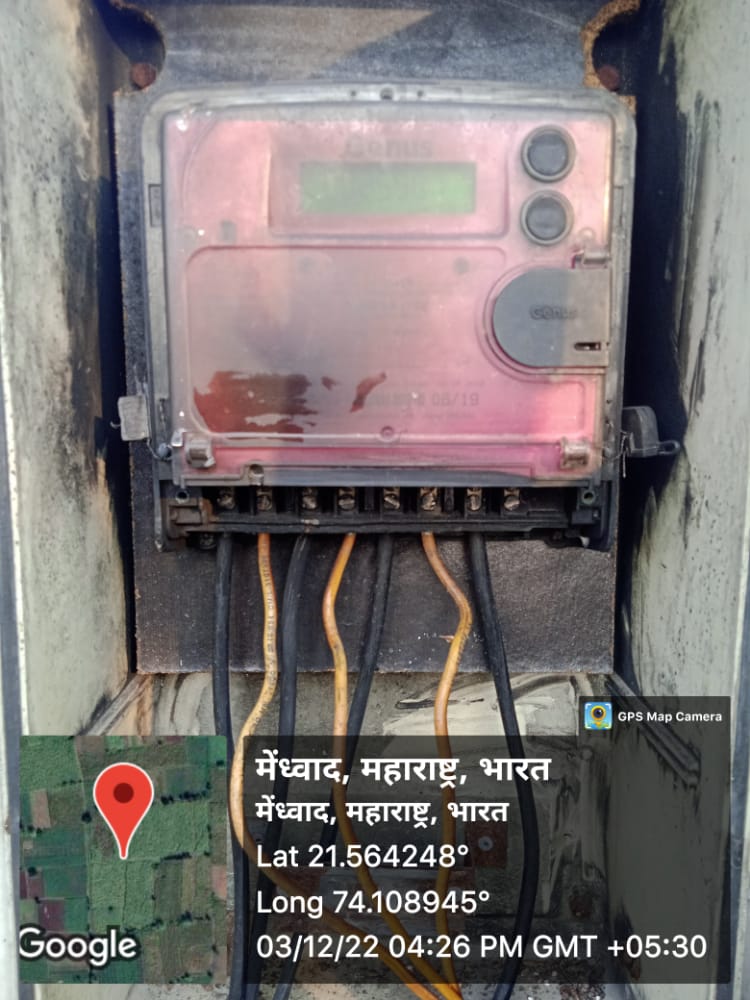 Genus
Genus
06/19
GPS Map Camera
मेंध्वाद, महाराष्ट्र, भारत
मेंध्वाद, महाराष्ट्र, भारत
Lat 21.564248°
Long 74.108945°
03/12/22 04:26 PM GMT +05:30
Google